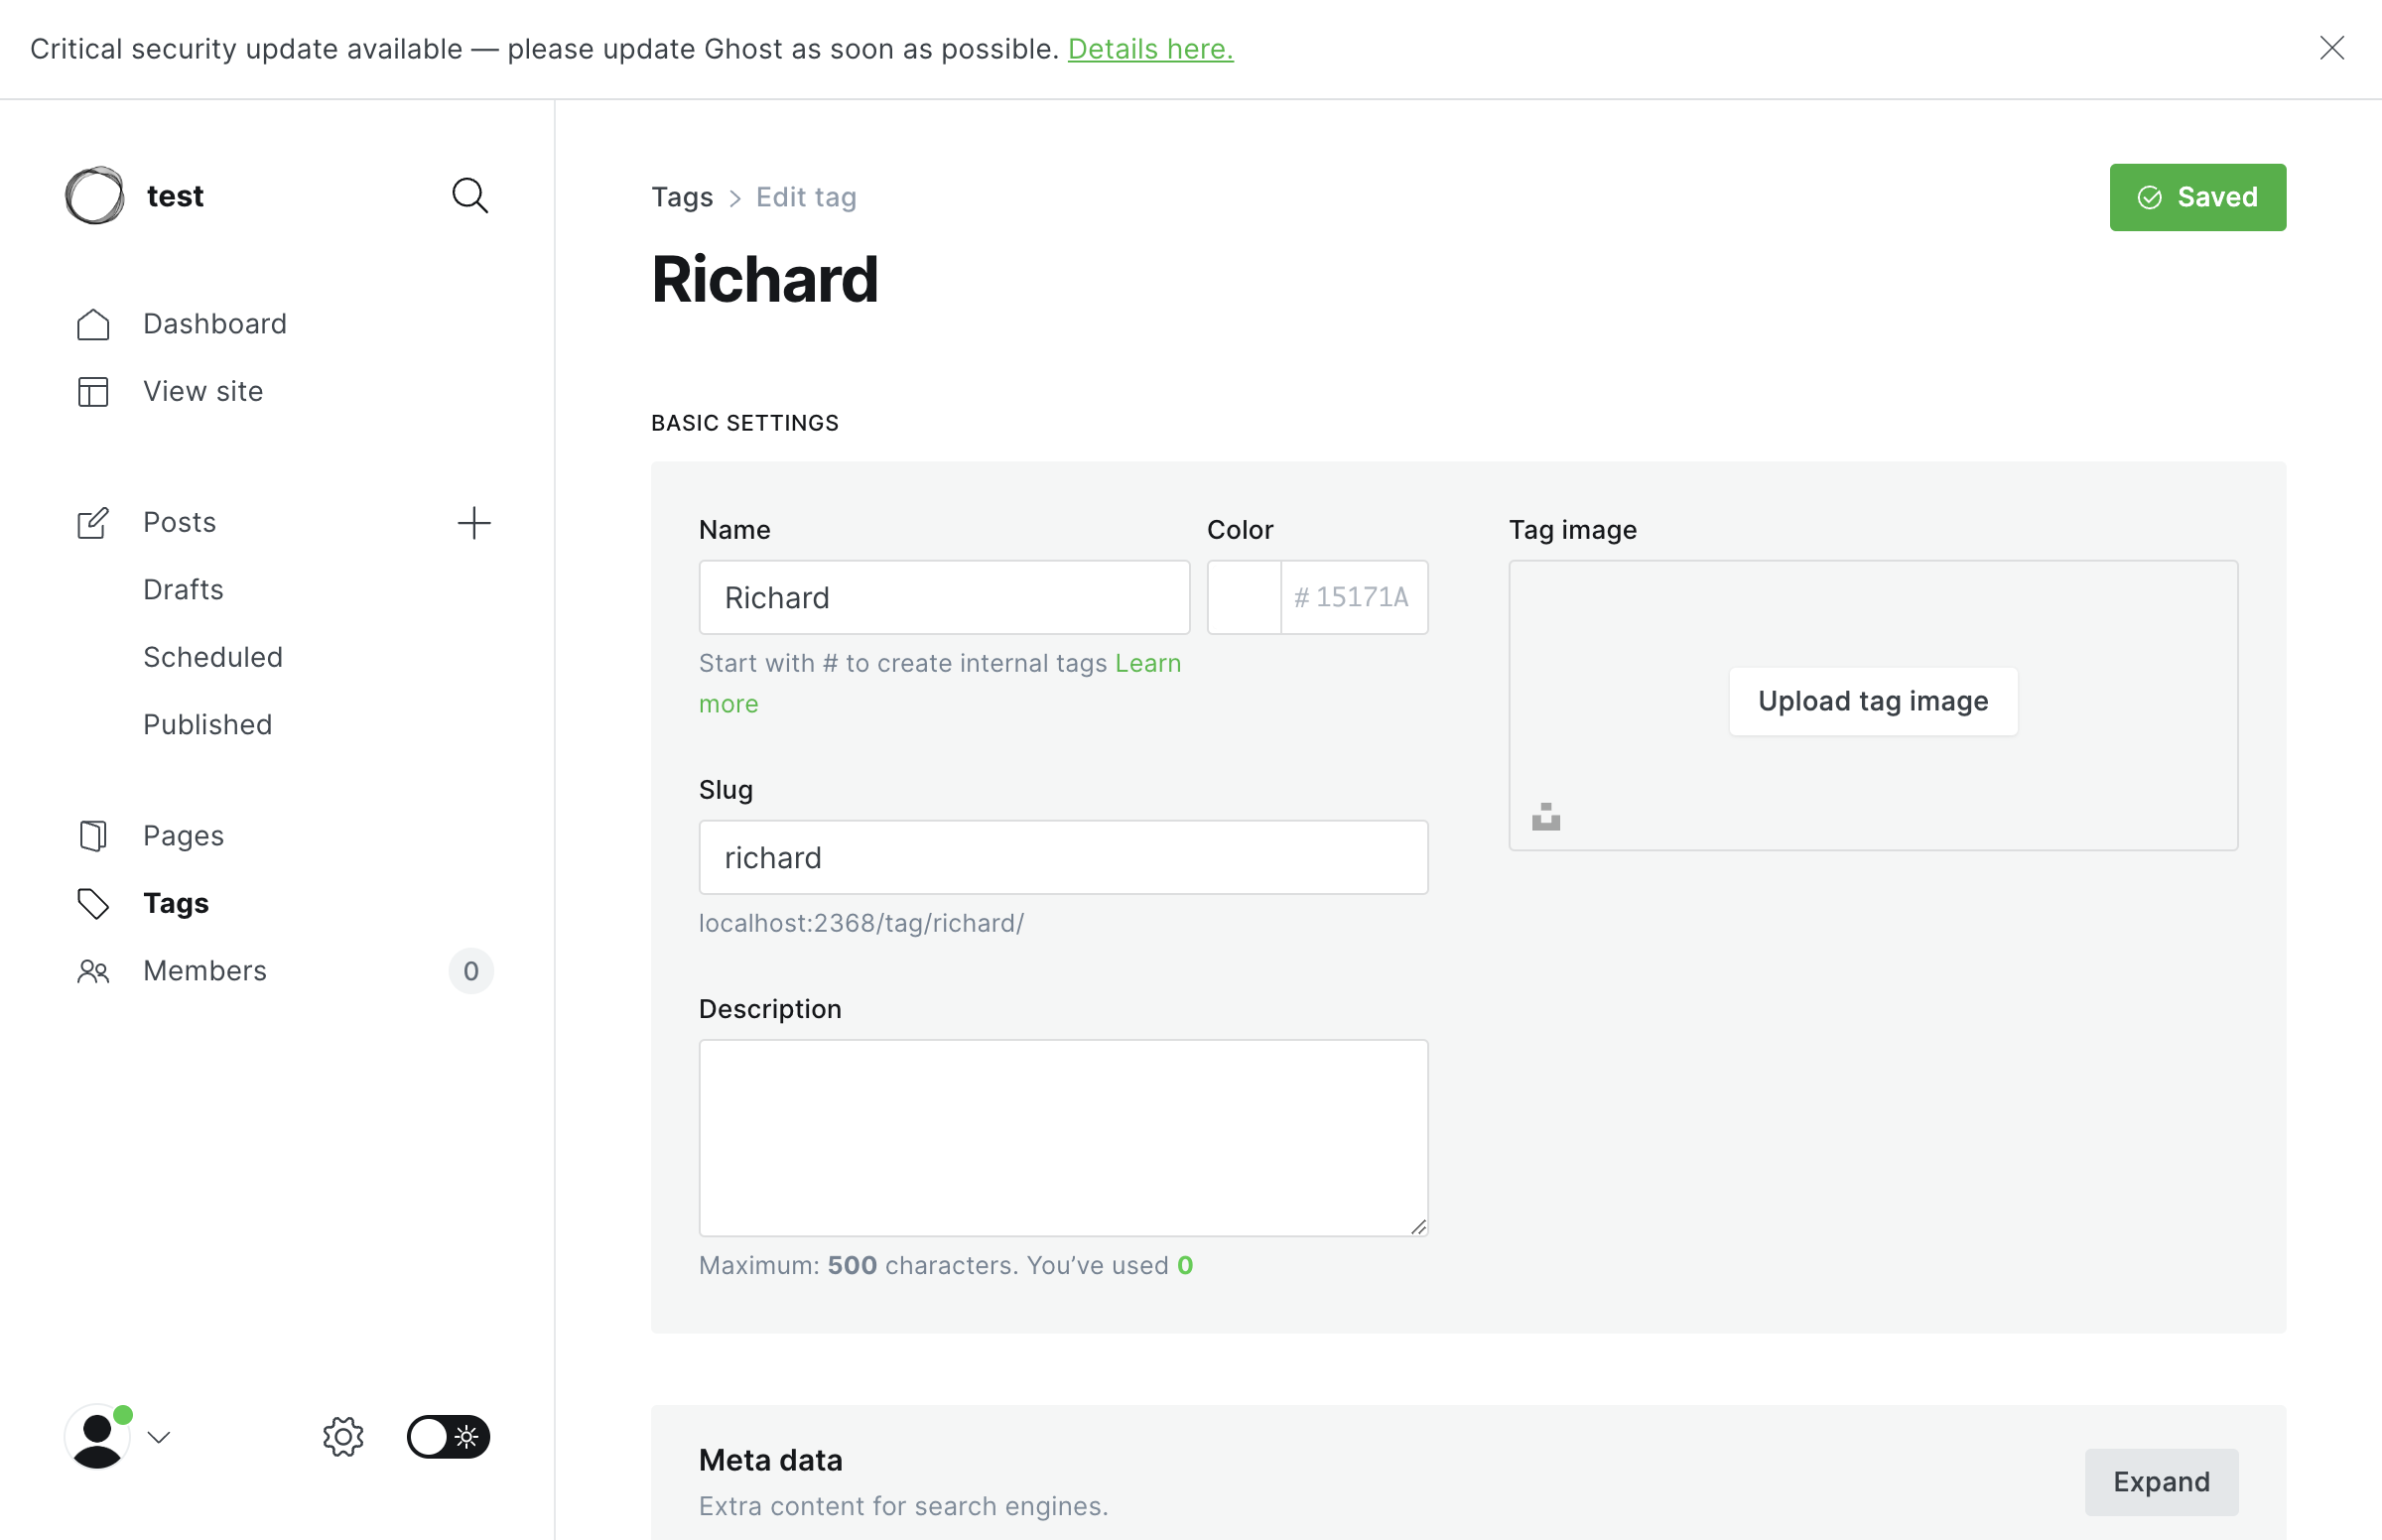 Critical security update available — please update Ghost as soon as possible. Details here.
test
Dashboard
View site
Posts
Drafts
Scheduled
Published
Pages
Tags
Members
0
Tags > Edit tag
Saved
Richard
BASIC SETTINGS
Name
Richard
Start with # to create internal tags Learn
more
Color
# 15171A
Slug
richard
localhost:2368/tag/richard/
Description
Maximum: 500 characters. You’ve used 0
Tag image
Upload tag image
Meta data
Extra content for search engines.
Expand